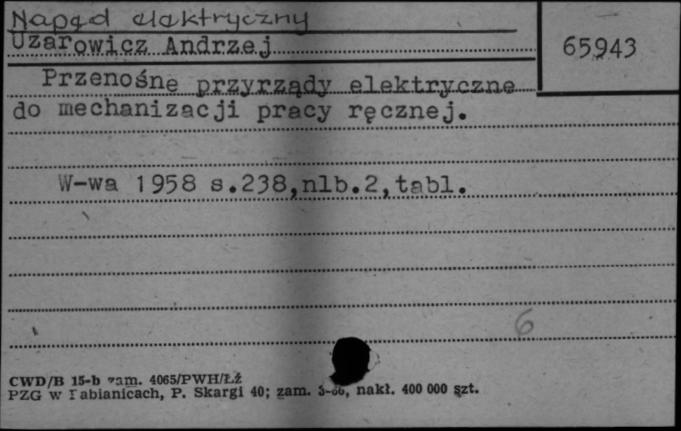 Napęd elektryczny
Uzarowicz Andrzej
65943
Przenośne przyrządy elektryczne
do mechanizacji pracy ręcznej.
W-wa 1958 s.238,nlb.2,tabl.
6
CWD/B 15-b zam. 4065/PWH/Łź
PZG w Pabianicach, P. Skargi 40; zam. nakł. 400 000 szt.